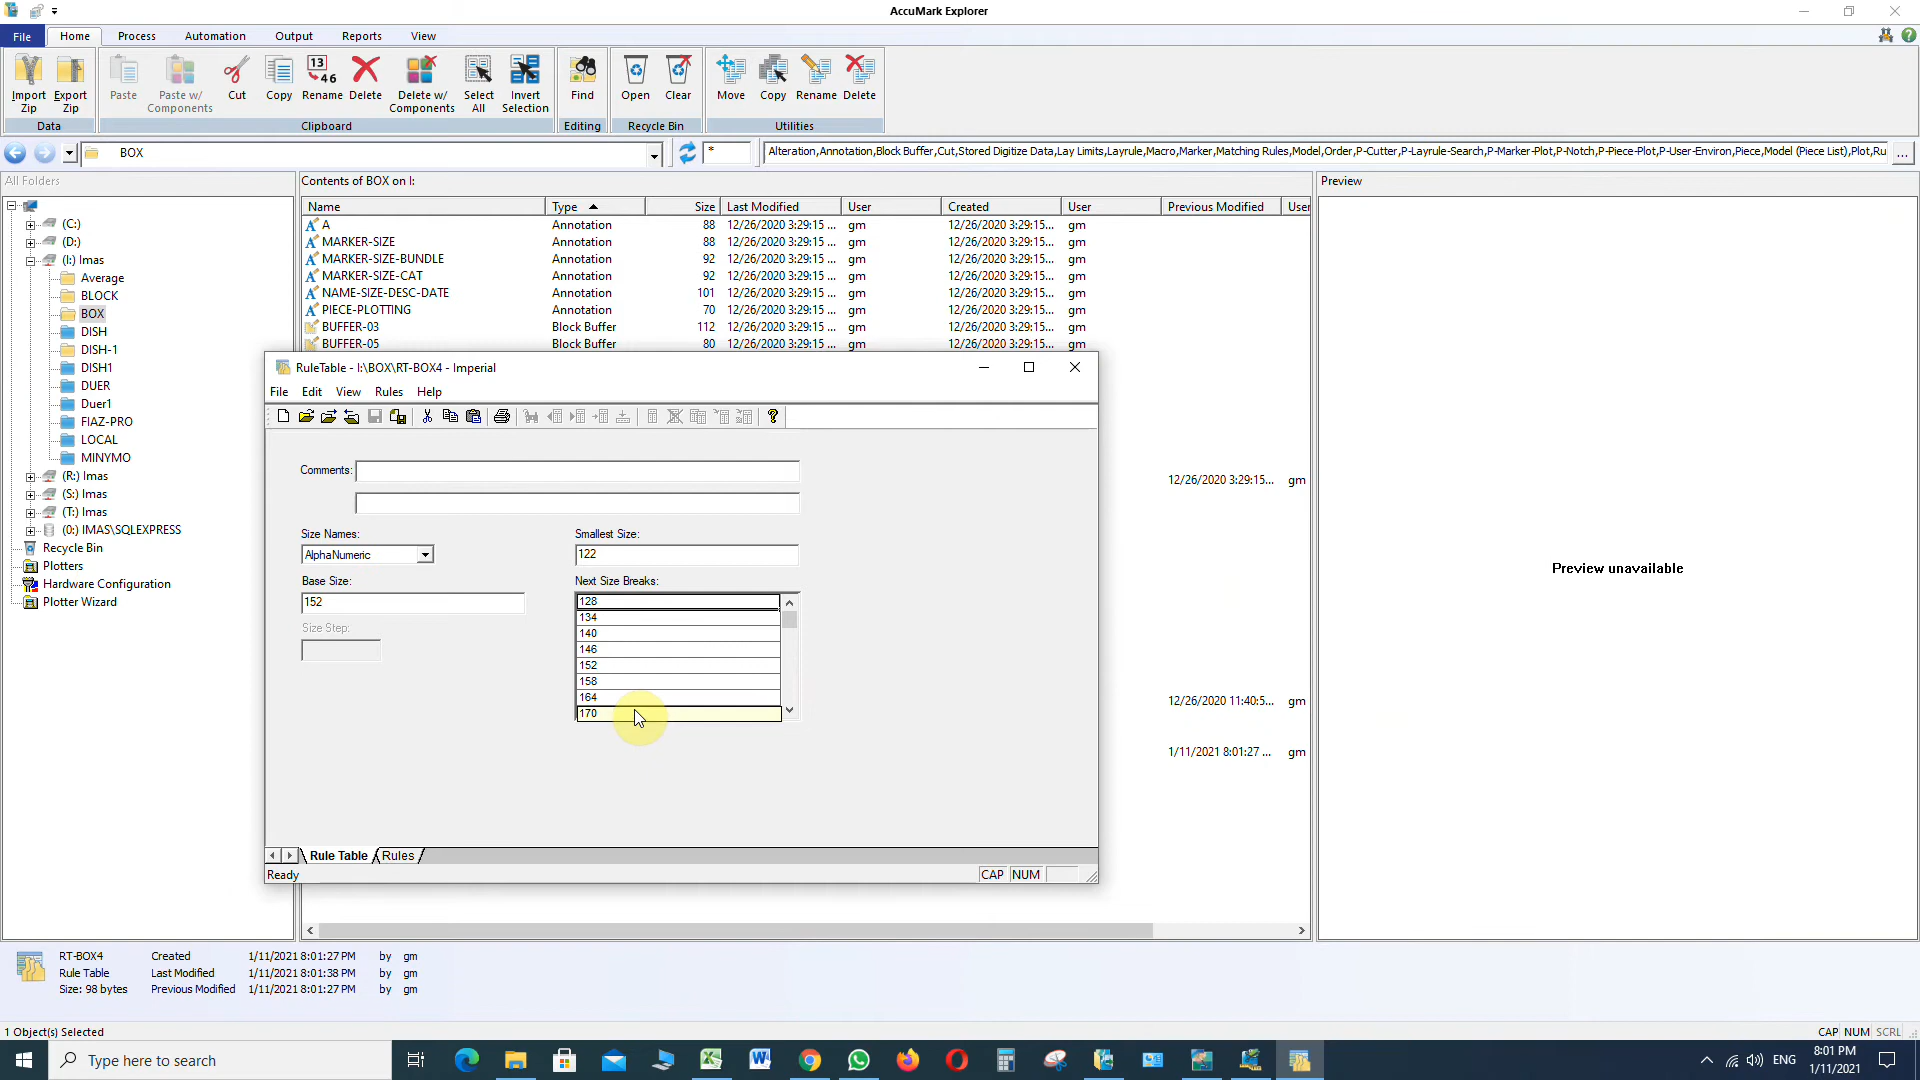 AccuMark Explorer
File Home Process Automation Output Reports View
Import Zip
Export Zip
Paste
Paste w/ Components
Cut
Copy
13 46
Rename
Delete
Delete w/ Components
Select All
Invert Selection
Find
Open
Clear
Move
Copy
Rename
Delete
Data Clipboard Editing Recycle Bin Utilities
BOX
*
Alteration,Annotation,Block Buffer,Cut,Stored Digitize Data,Lay Limits,Layrule,Macro,Marker,Matching Rules,Model,Order,P-Cutter,P-Layrule-Search,P-Marker-Plot,P-Notch,P-Piece-Plot,P-User-Environ,Piece,Model (Piece List),Plot,Ru
...
All Folders
(C:)
(D:)
(I:) Imas
Average
BLOCK
BOX
DISH
DISH-1
DISH1
DUER
Duer1
FIAZ-PRO
LOCAL
MINYMO
(R:) Imas
(S:) Imas
(T:) Imas
(0:) IMAS\SQLEXPRESS
Recycle Bin
Plotters
Hardware Configuration
Plotter Wizard
Contents of BOX on I:
Name Type Size Last Modified User Created User Previous Modified User
A Annotation 88 12/26/2020 3:29:15 ... gm 12/26/2020 3:29:15... gm
MARKER-SIZE Annotation 88 12/26/2020 3:29:15 ... gm 12/26/2020 3:29:15... gm
MARKER-SIZE-BUNDLE Annotation 92 12/26/2020 3:29:15 ... gm 12/26/2020 3:29:15... gm
MARKER-SIZE-CAT Annotation 92 12/26/2020 3:29:15 ... gm 12/26/2020 3:29:15... gm
NAME-SIZE-DESC-DATE Annotation 101 12/26/2020 3:29:15 ... gm 12/26/2020 3:29:15... gm
PIECE-PLOTTING Annotation 70 12/26/2020 3:29:15 ... gm 12/26/2020 3:29:15... gm
BUFFER-03 Block Buffer 112 12/26/2020 3:29:15 ... gm 12/26/2020 3:29:15... gm
BUFFER-05 Block Buffer 80 12/26/2020 3:29:15 ... gm 12/26/2020 3:29:15... gm
12/26/2020 3:29:15... gm
12/26/2020 11:40:5... gm
1/11/2021 8:01:27 ... gm
Preview
Preview unavailable
RuleTable - I:\BOX\RT-BOX4 - Imperial
File Edit View Rules Help
Comments:
Size Names:
AlphaNumeric
Base Size:
152
Size Step:
Smallest Size:
122
Next Size Breaks:
128
134
140
146
152
158
164
170
Rule Table Rules
Ready CAP NUM
RT-BOX4 Created 1/11/2021 8:01:27 PM by gm
Rule Table Last Modified 1/11/2021 8:01:38 PM by gm
Size: 98 bytes Previous Modified 1/11/2021 8:01:27 PM by gm
1 Object(s) Selected CAP NUM SCRL
Type here to search
ENG
8:01 PM
1/11/2021